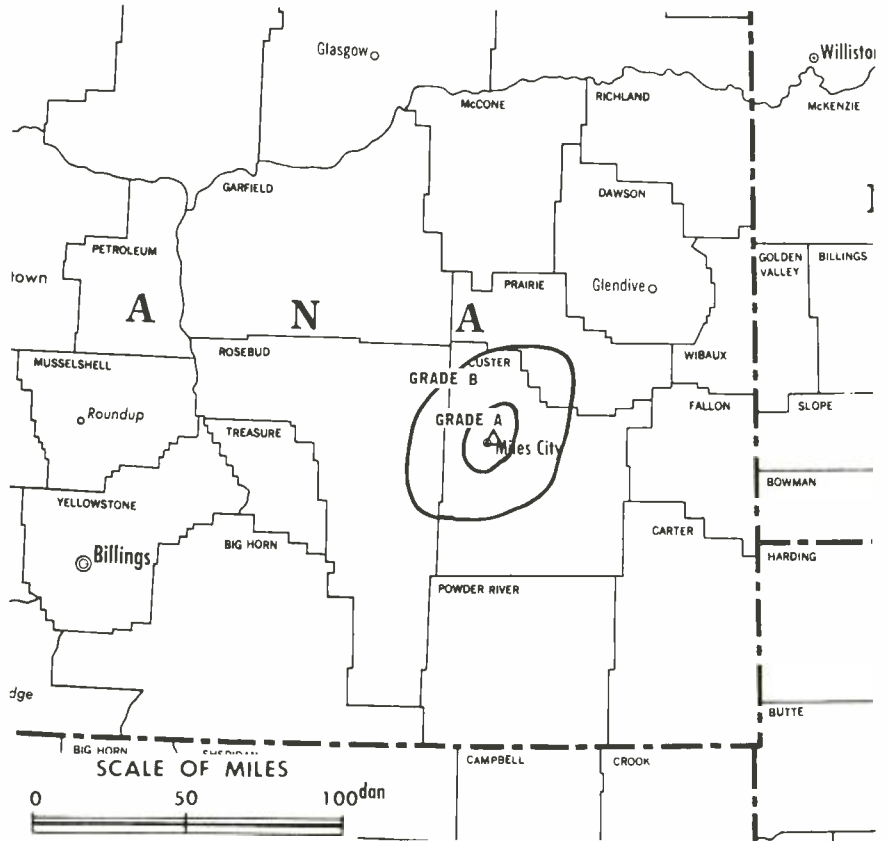 Glasgow
Williston
McCONE
RICHLAND
McKENZIE
GARFIELD
DAWSON
PETROLEUM
GOLDEN VALLEY
BILLINGS
town
PRAIRIE
Glendive
A N A
ROSEBUD
WIBAUX
MUSSELSHELL
CUSTER
GRADE B
FALLON
SLOPE
Roundup
GRADE A
TREASURE
Miles City
BOWMAN
YELLOWSTONE
CARTER
Billings
BIG HORN
HARDING
POWDER RIVER
dge
BUTTE
BIG HORN
SHERIDAN
CAMPBELL
CROOK
SCALE OF MILES
0 50 100
dan